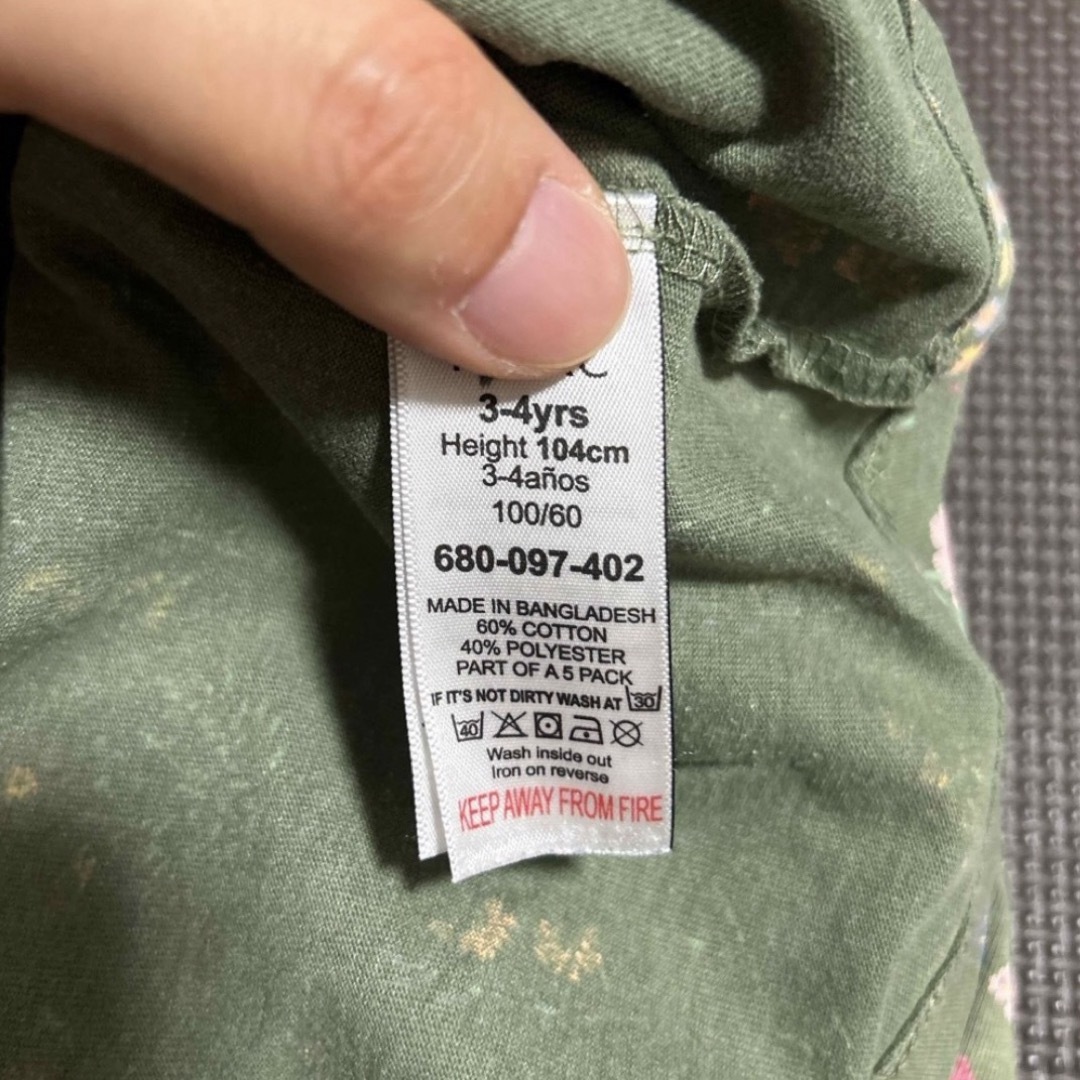 3-4yrs
Height 104cm
3-4años
100/60
680-097-402
MADE IN BANGLADESH
60% COTTON
40% POLYESTER
PART OF A 5 PACK
IF IT'S NOT DIRTY WASH AT 30
40
Wash inside out
Iron on reverse
KEEP AWAY FROM FIRE